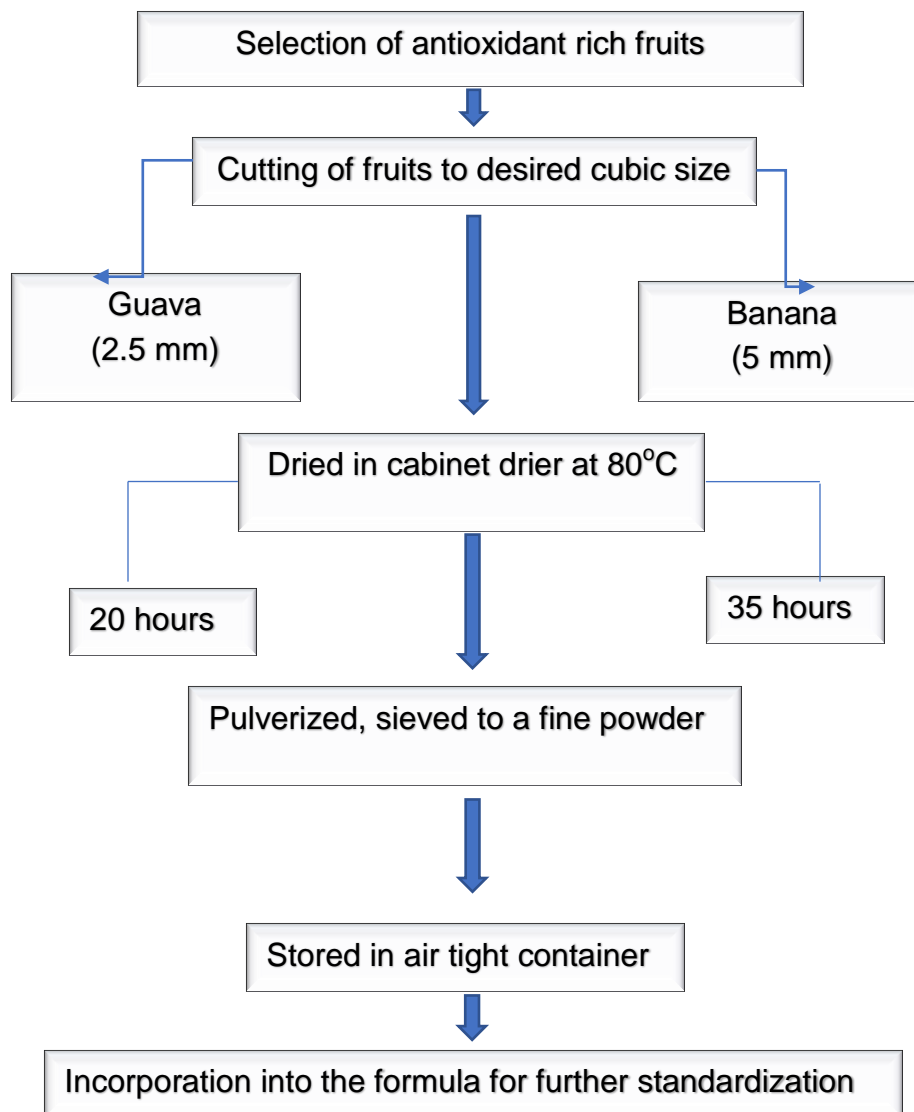 Selection of antioxidant rich fruits
Cutting of fruits to desired cubic size
Guava
(2.5 mm)
Banana
(5 mm)
Dried in cabinet drier at 80°C
20 hours
35 hours
Pulverized, sieved to a fine powder
Stored in air tight container
Incorporation into the formula for further standardization